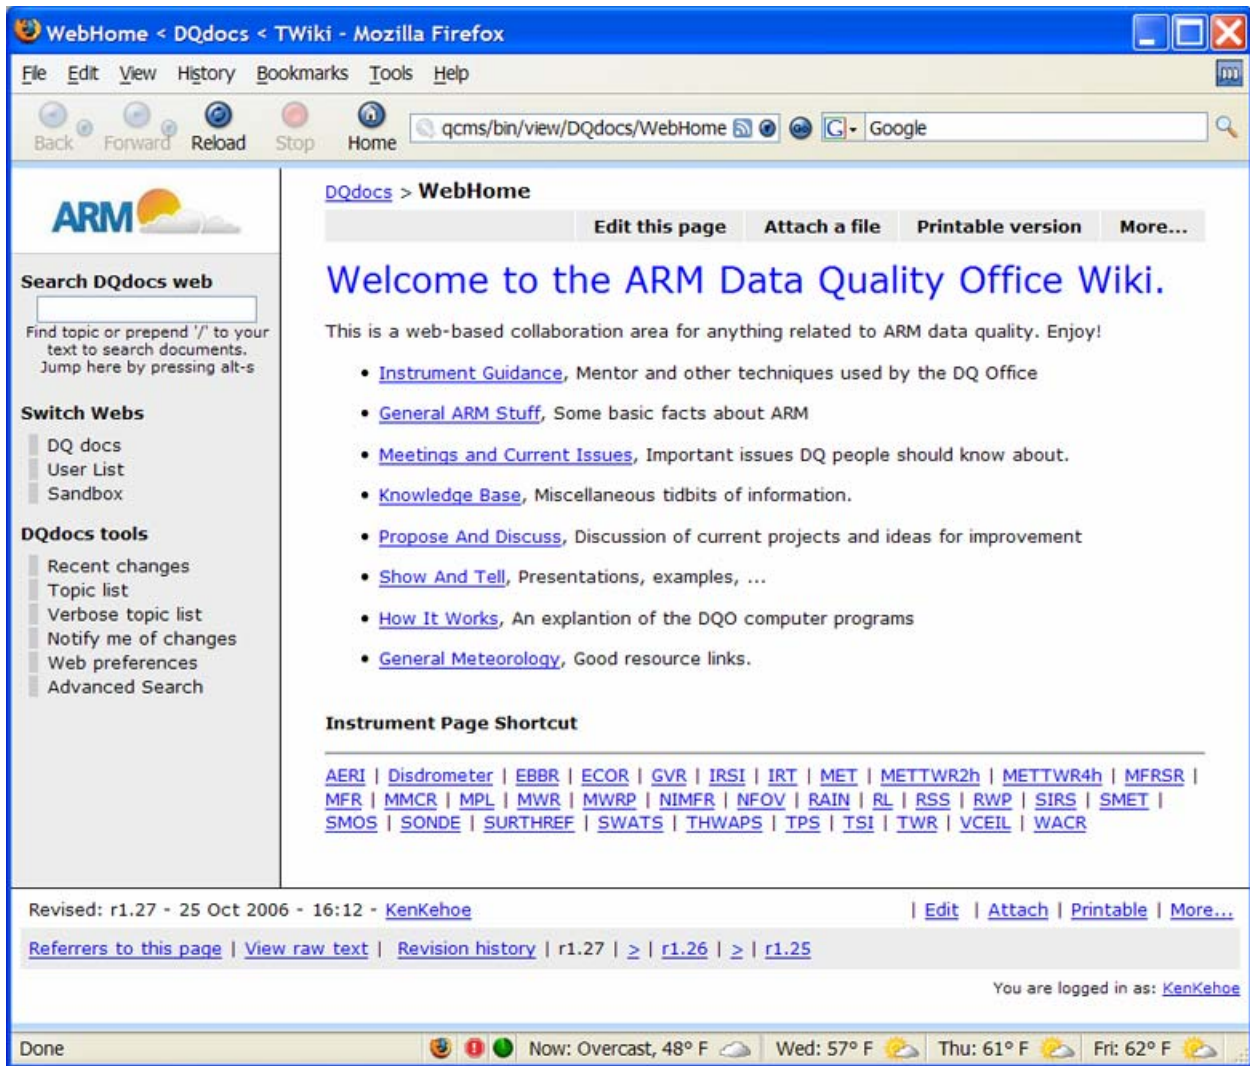 WebHome < DQdocs < TWiki - Mozilla Firefox
File Edit View History Bookmarks Tools Help
Back Forward Reload Stop Home qcms/bin/view/DQdocs/WebHome G Google
ARM
Search DQdocs web
Find topic or prepend '/' to your
text to search documents.
Jump here by pressing alt-s
Switch Webs
DQ docs
User List
Sandbox
DQdocs tools
Recent changes
Topic list
Verbose topic list
Notify me of changes
Web preferences
Advanced Search
DQdocs > WebHome
Edit this page Attach a file Printable version More...
Welcome to the ARM Data Quality Office Wiki.
This is a web-based collaboration area for anything related to ARM data quality. Enjoy!
• Instrument Guidance, Mentor and other techniques used by the DQ Office
• General ARM Stuff, Some basic facts about ARM
• Meetings and Current Issues, Important issues DQ people should know about.
• Knowledge Base, Miscellaneous tidbits of information.
• Propose And Discuss, Discussion of current projects and ideas for improvement
• Show And Tell, Presentations, examples, ...
• How It Works, An explantion of the DQO computer programs
• General Meteorology, Good resource links.
Instrument Page Shortcut
AERI | Disdrometer | EBBR | ECOR | GVR | IRSI | IRT | MET | METTWR2h | METTWR4h | MFRSR |
MFR | MMCR | MPL | MWR | MWRP | NIMFR | NFOV | RAIN | RL | RSS | RWP | SIRS | SMET |
SMOS | SONDE | SURTHREF | SWATS | THWAPS | TPS | TSI | TWR | VCEIL | WACR
Revised: r1.27 - 25 Oct 2006 - 16:12 - KenKehoe | Edit | Attach | Printable | More...
Referrers to this page | View raw text | Revision history | r1.27 | > | r1.26 | > | r1.25
You are logged in as: KenKehoe
Done Now: Overcast, 48° F Wed: 57° F Thu: 61° F Fri: 62° F